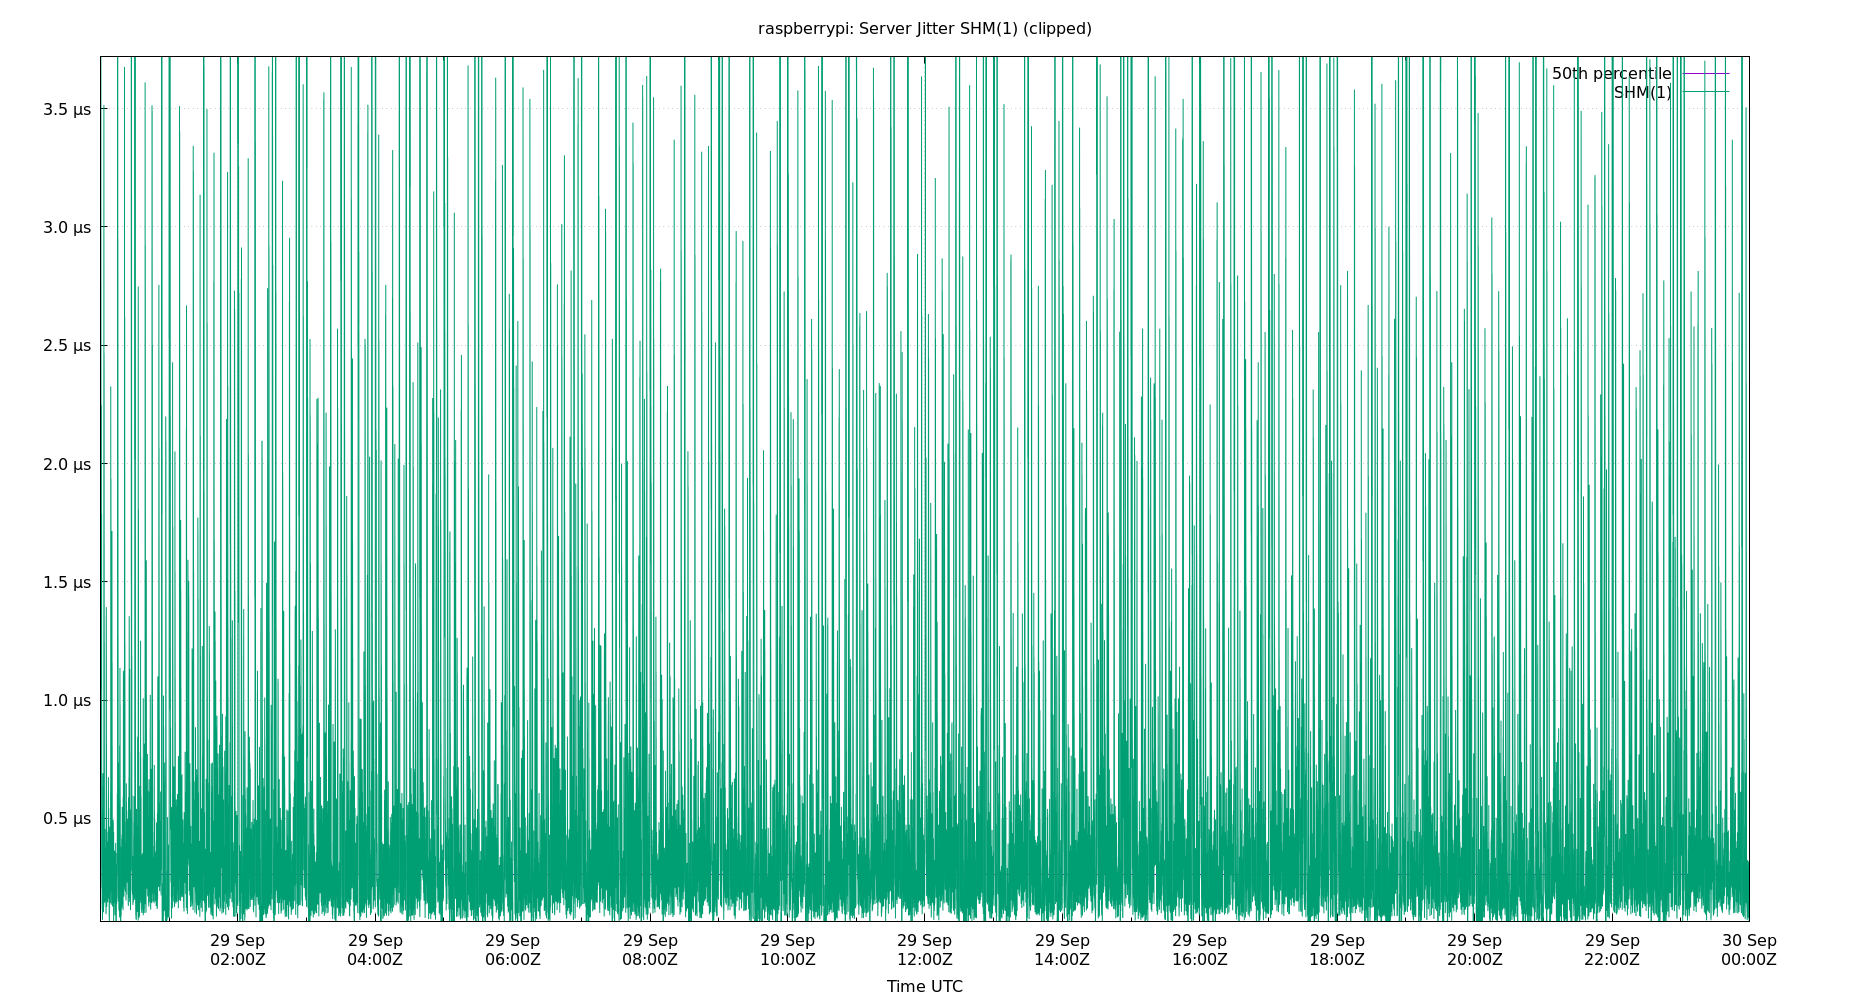 raspberrypi: Server Jitter SHM(1) (clipped)
50th percentile
SHM(1)
3.5 µs
3.0 µs
2.5 µs
2.0 µs
1.5 µs
1.0 µs
0.5 µs
29 Sep 29 Sep 29 Sep 29 Sep 29 Sep 29 Sep 29 Sep 29 Sep 29 Sep 29 Sep 29 Sep 30 Sep
02:00Z 04:00Z 06:00Z 08:00Z 10:00Z 12:00Z 14:00Z 16:00Z 18:00Z 20:00Z 22:00Z 00:00Z
Time UTC